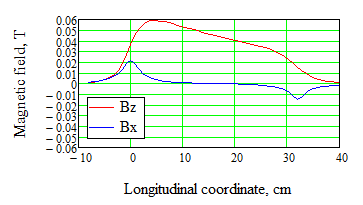 Magnetic field, T
0.06
0.05
0.04
0.03
0.02
0.01
0
− 0.01
− 0.02
− 0.03
− 0.04
− 0.05
− 0.06
Bz
Bx
− 10 0 10 20 30 40
Longitudinal coordinate, cm